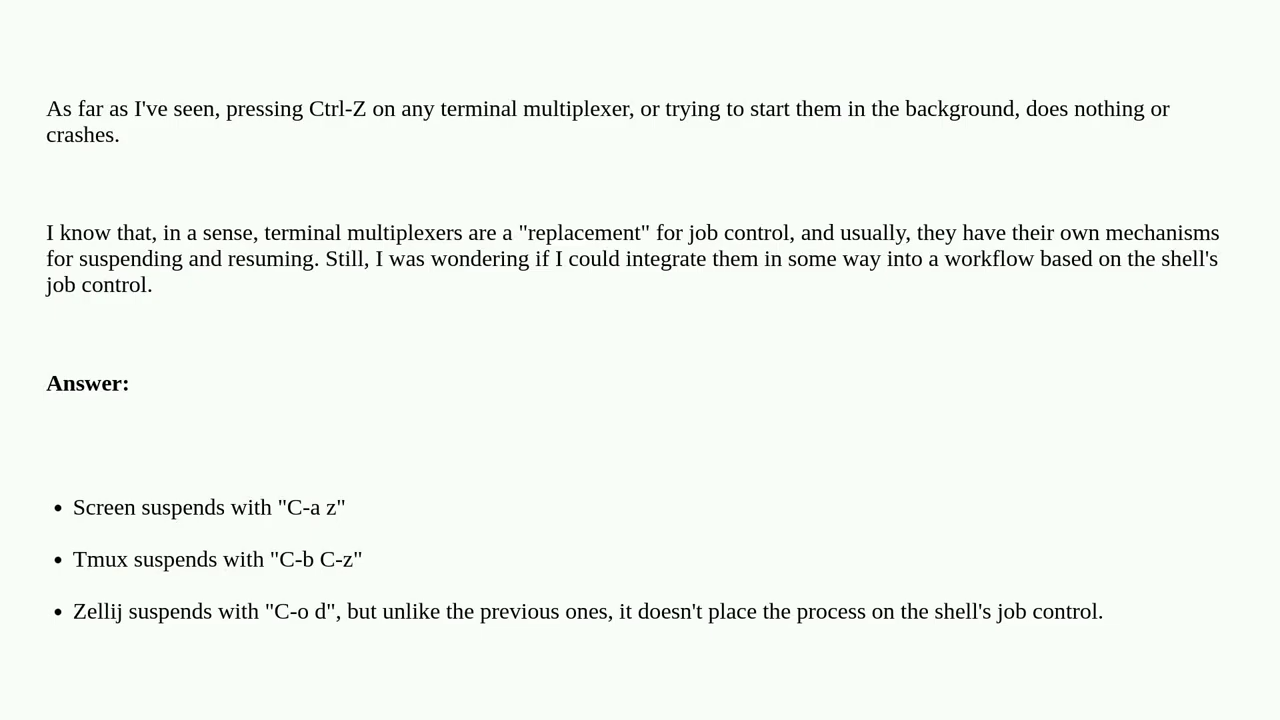 As far as I've seen, pressing Ctrl-Z on any terminal multiplexer, or trying to start them in the background, does nothing or
crashes.
I know that, in a sense, terminal multiplexers are a "replacement" for job control, and usually, they have their own mechanisms
for suspending and resuming. Still, I was wondering if I could integrate them in some way into a workflow based on the shell's
job control.
Answer:
• Screen suspends with "C-a z"
• Tmux suspends with "C-b C-z"
• Zellij suspends with "C-o d", but unlike the previous ones, it doesn't place the process on the shell's job control.